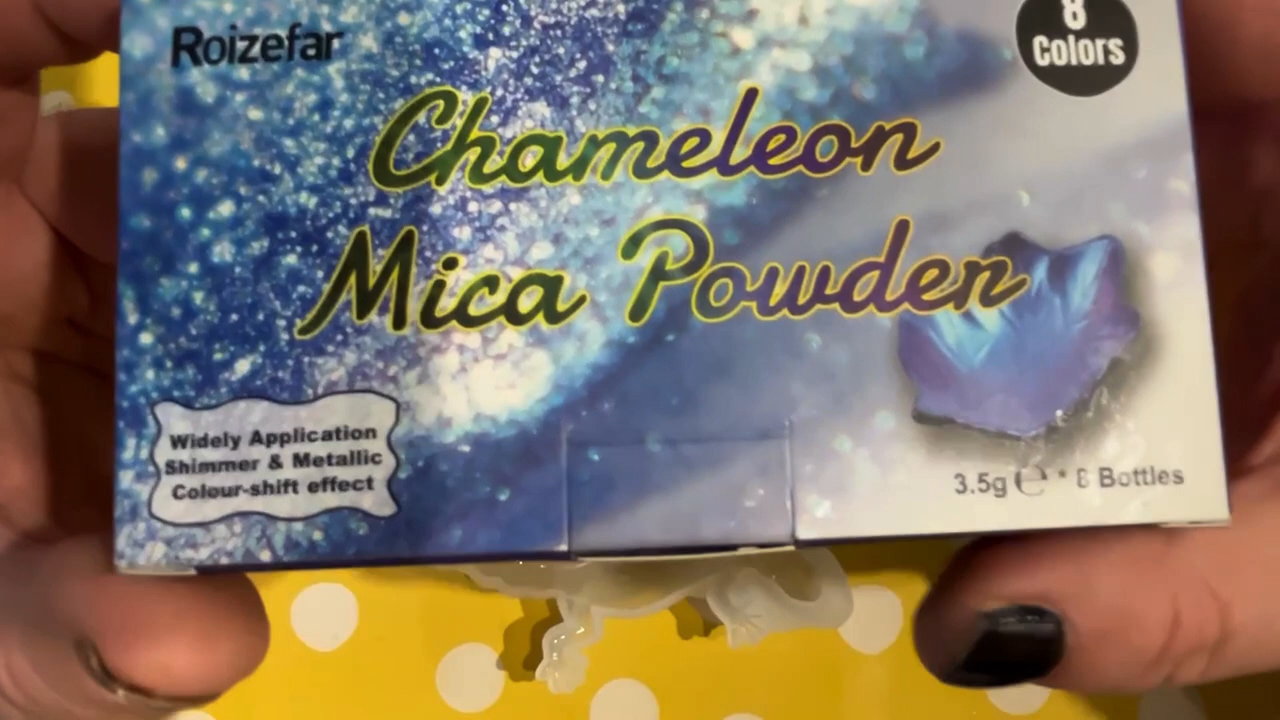 Roizefar
8
Colors
Chameleon
Mica Powder
Widely Application
Shimmer & Metallic
Colour-shift effect
3.5g ℮ * 8 Bottles